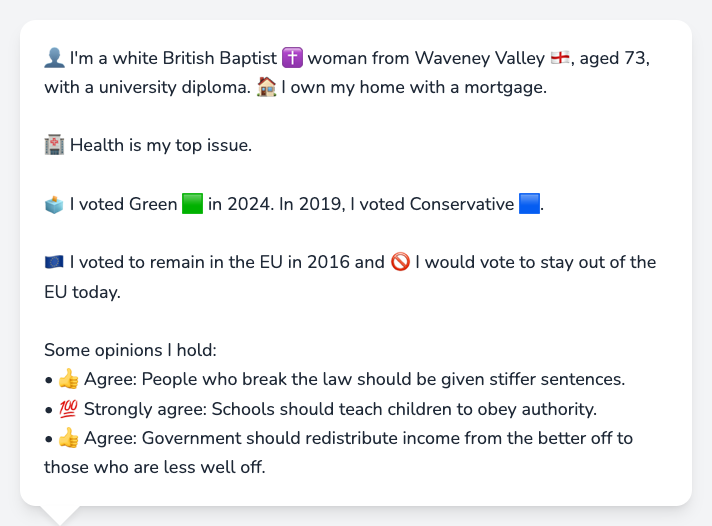 👤 I'm a white British Baptist ✝️ woman from Waveney Valley 🏴󠁧󠁢󠁥󠁮󠁧󠁿, aged 73,
with a university diploma. 🏠 I own my home with a mortgage.
🏥 Health is my top issue.
🗳️ I voted Green 🟩 in 2024. In 2019, I voted Conservative 🟦.
🇪🇺 I voted to remain in the EU in 2016 and 🚫 I would vote to stay out of the
EU today.
Some opinions I hold:
• 👍 Agree: People who break the law should be given stiffer sentences.
• 💯 Strongly agree: Schools should teach children to obey authority.
• 👍 Agree: Government should redistribute income from the better off to
those who are less well off.